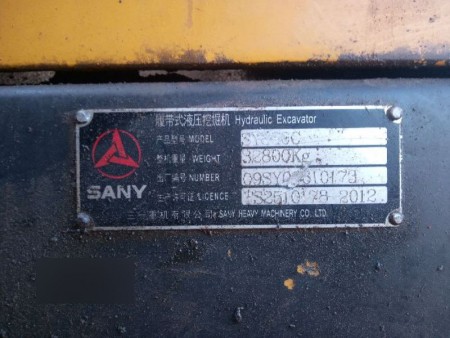 履带式液压挖掘机 Hydraulic Excavator
产品型号 MODEL
整机重量 WEIGHT 32800Kg
出厂编号 NUMBER
生产许可证 LICENCE 2012
SANY
三一重机有限公司 SANY HEAVY MACHINERY CO., LTD.